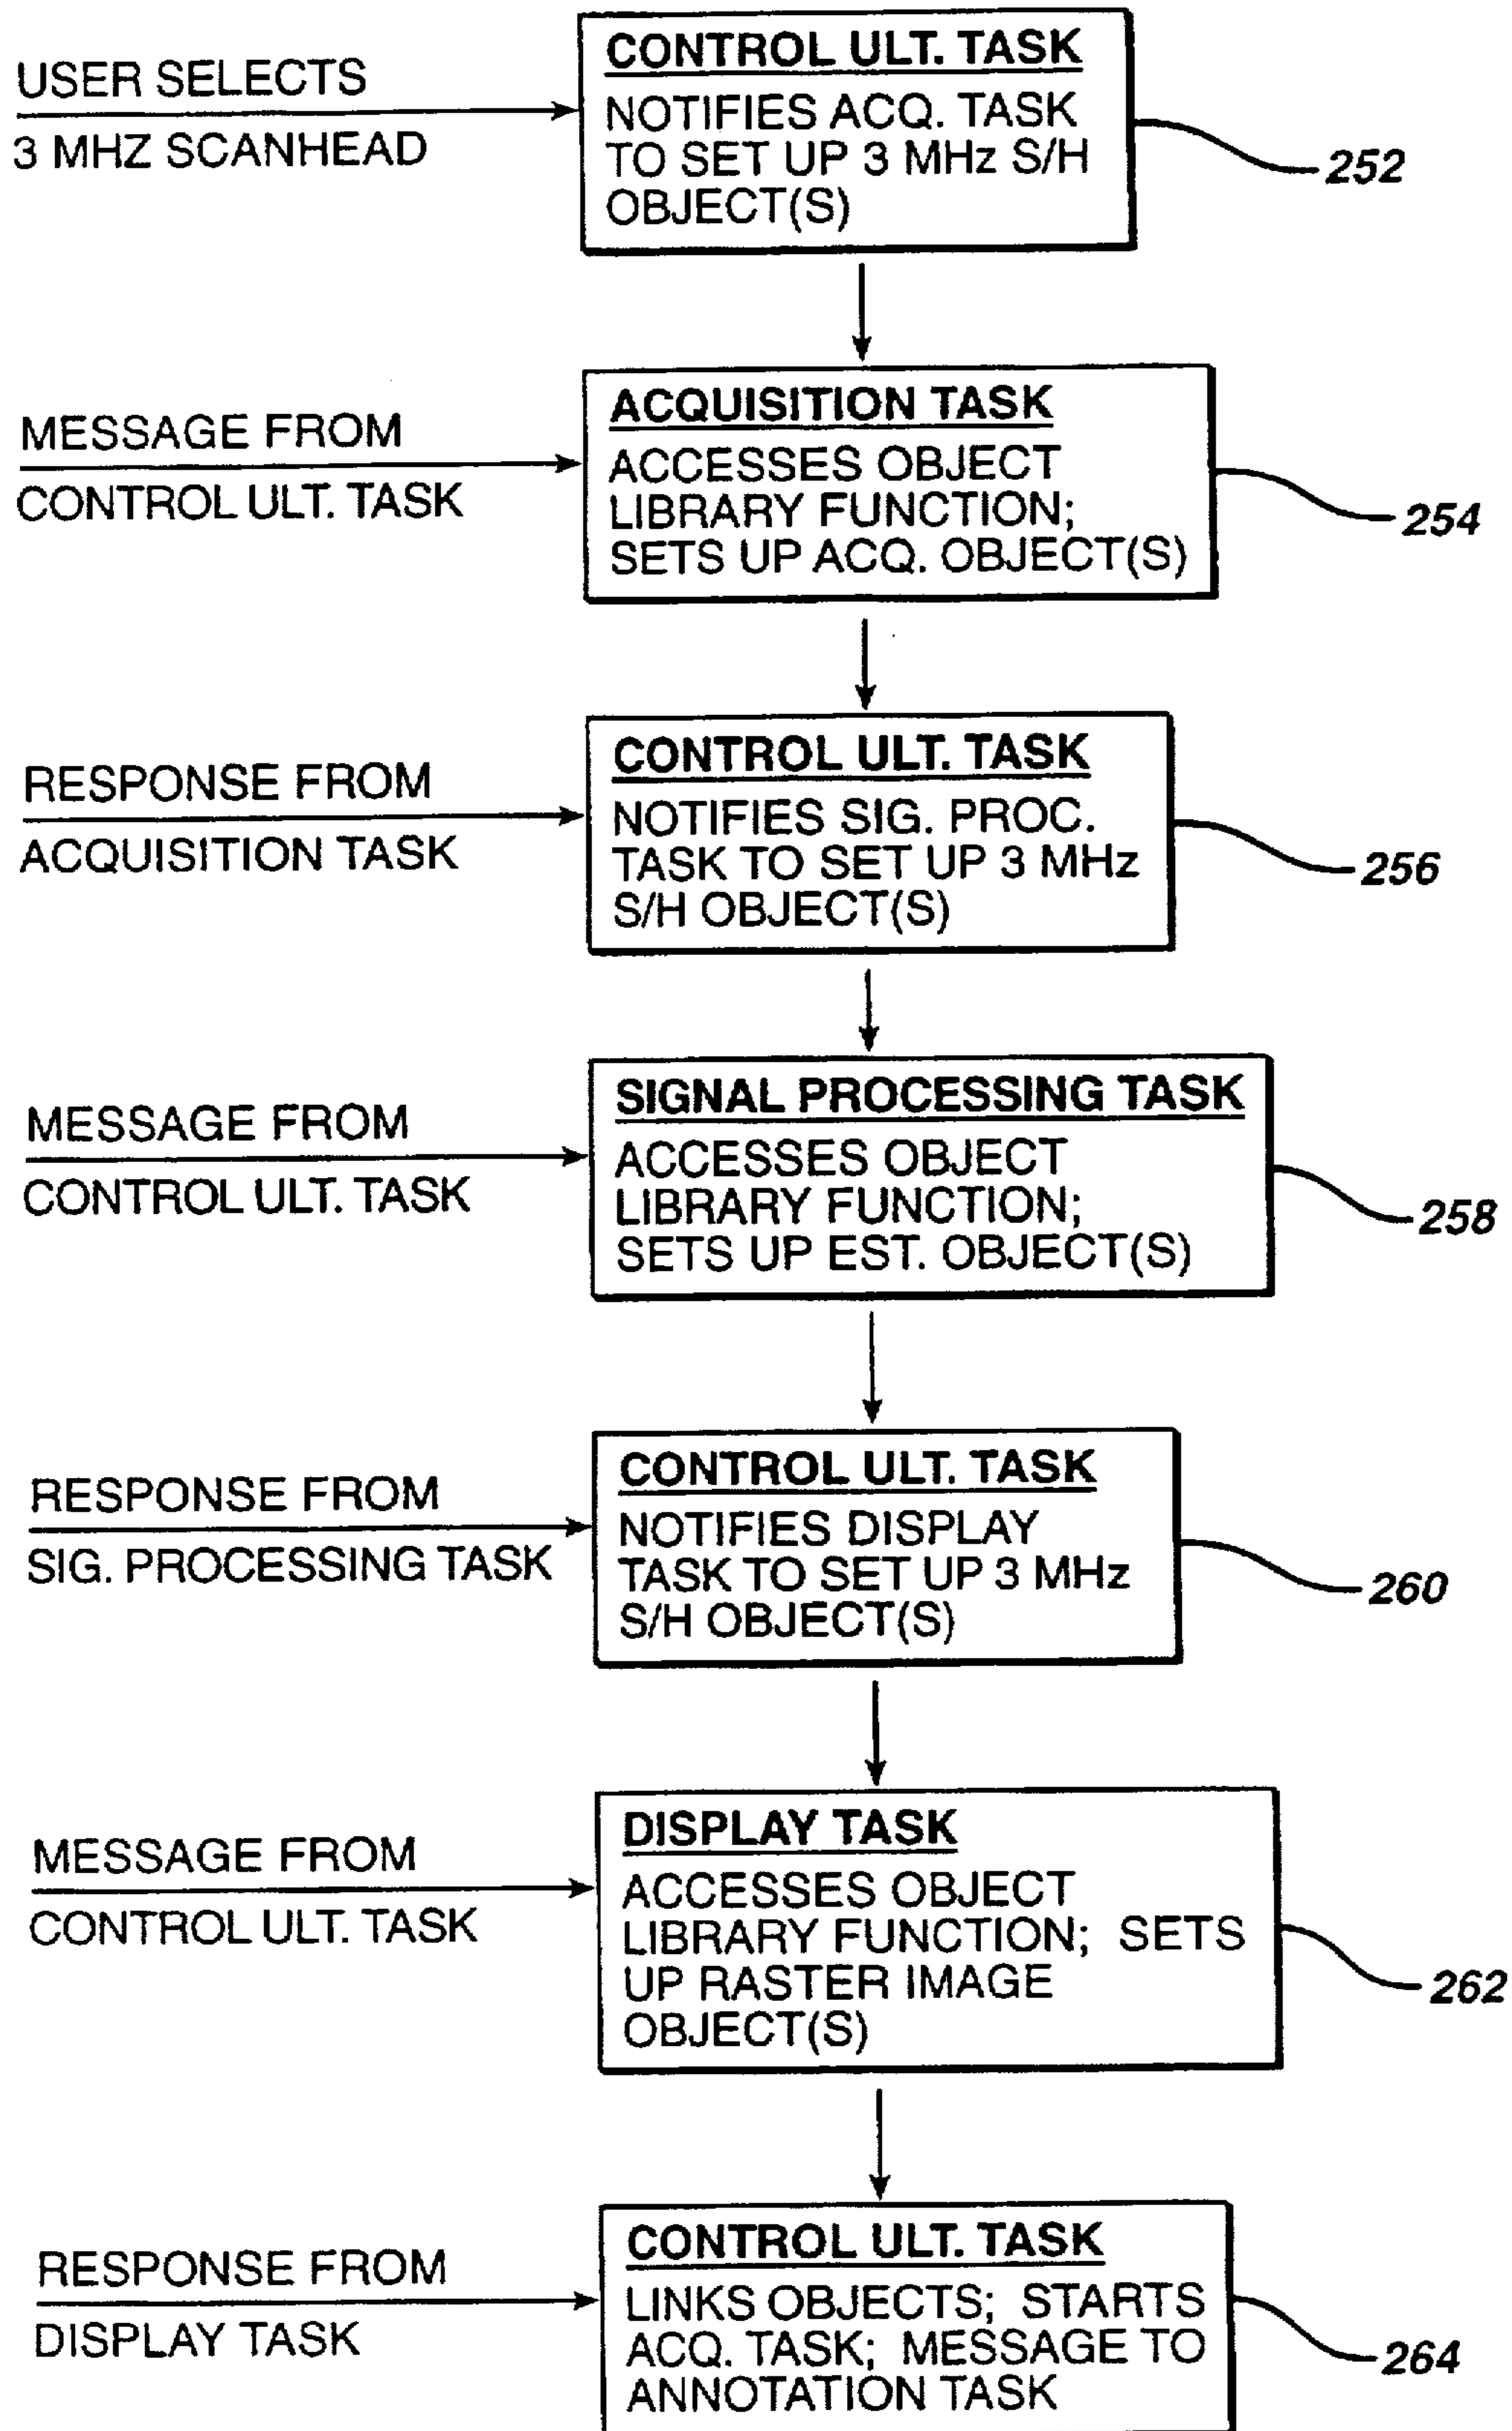 USER SELECTS
3 MHZ SCANHEAD
CONTROL ULT. TASK
NOTIFIES ACQ. TASK
TO SET UP 3 MHz S/H
OBJECT(S)
252
MESSAGE FROM
CONTROL ULT. TASK
ACQUISITION TASK
ACCESSES OBJECT
LIBRARY FUNCTION;
SETS UP ACQ. OBJECT(S)
254
RESPONSE FROM
ACQUISITION TASK
CONTROL ULT. TASK
NOTIFIES SIG. PROC.
TASK TO SET UP 3 MHz
S/H OBJECT(S)
256
MESSAGE FROM
CONTROL ULT. TASK
SIGNAL PROCESSING TASK
ACCESSES OBJECT
LIBRARY FUNCTION;
SETS UP EST. OBJECT(S)
258
RESPONSE FROM
SIG. PROCESSING TASK
CONTROL ULT. TASK
NOTIFIES DISPLAY
TASK TO SET UP 3 MHz
S/H OBJECT(S)
260
MESSAGE FROM
CONTROL ULT. TASK
DISPLAY TASK
ACCESSES OBJECT
LIBRARY FUNCTION; SETS
UP RASTER IMAGE
OBJECT(S)
262
RESPONSE FROM
DISPLAY TASK
CONTROL ULT. TASK
LINKS OBJECTS; STARTS
ACQ. TASK; MESSAGE TO
ANNOTATION TASK
264